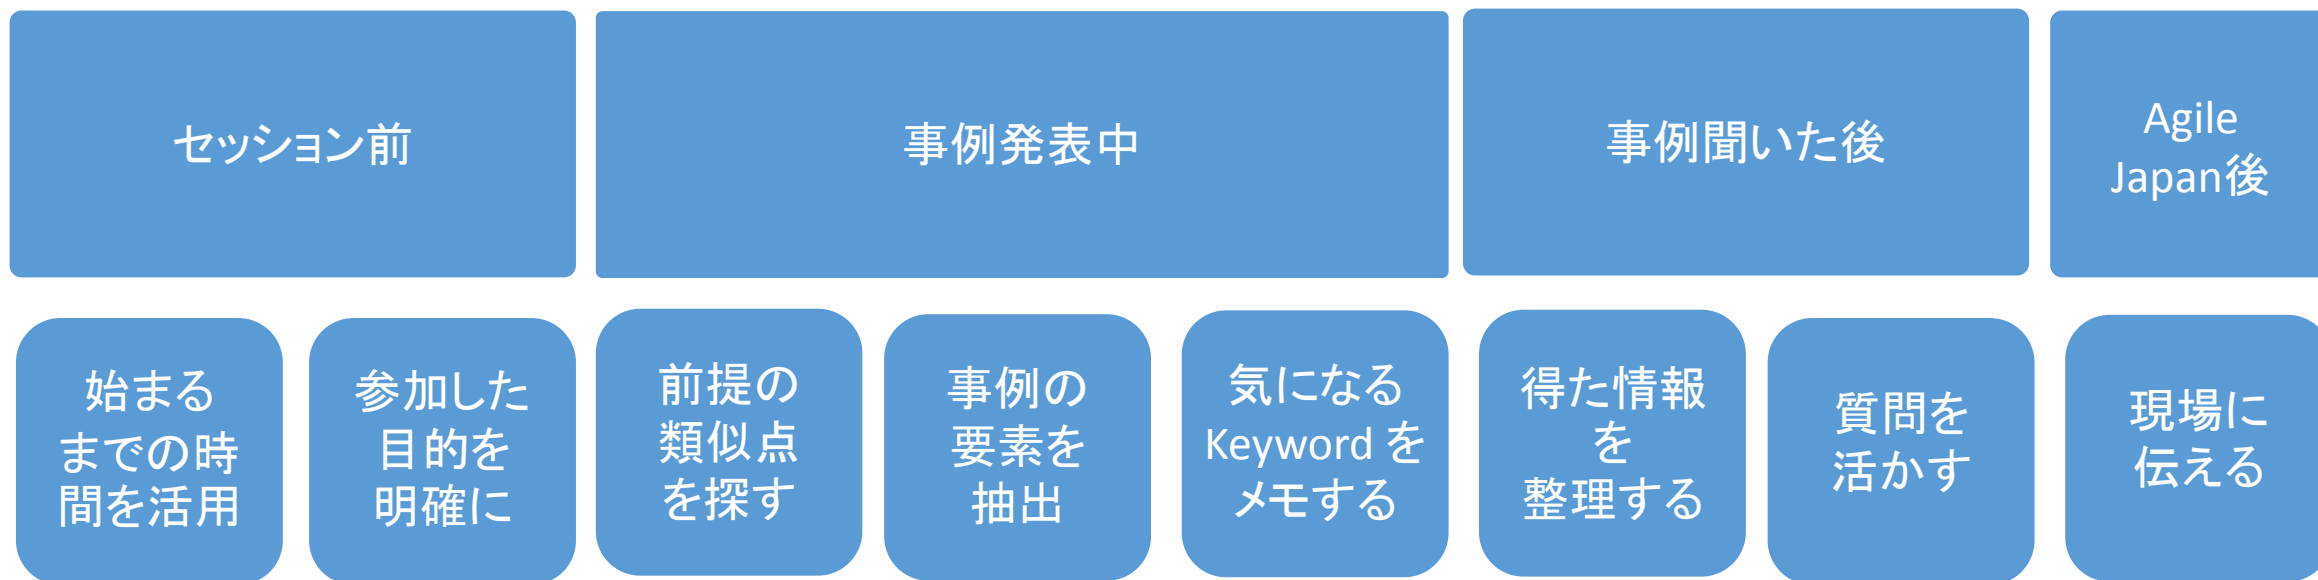 セッション前
事例発表中
事例聞いた後
Agile
Japan後
始まる
までの時
間を活用
参加した
目的を
明確に
前提の
類似点
を探す
事例の
要素を
抽出
気になる
Keyword を
メモする
得た情報
を
整理する
質問を
活かす
現場に
伝える